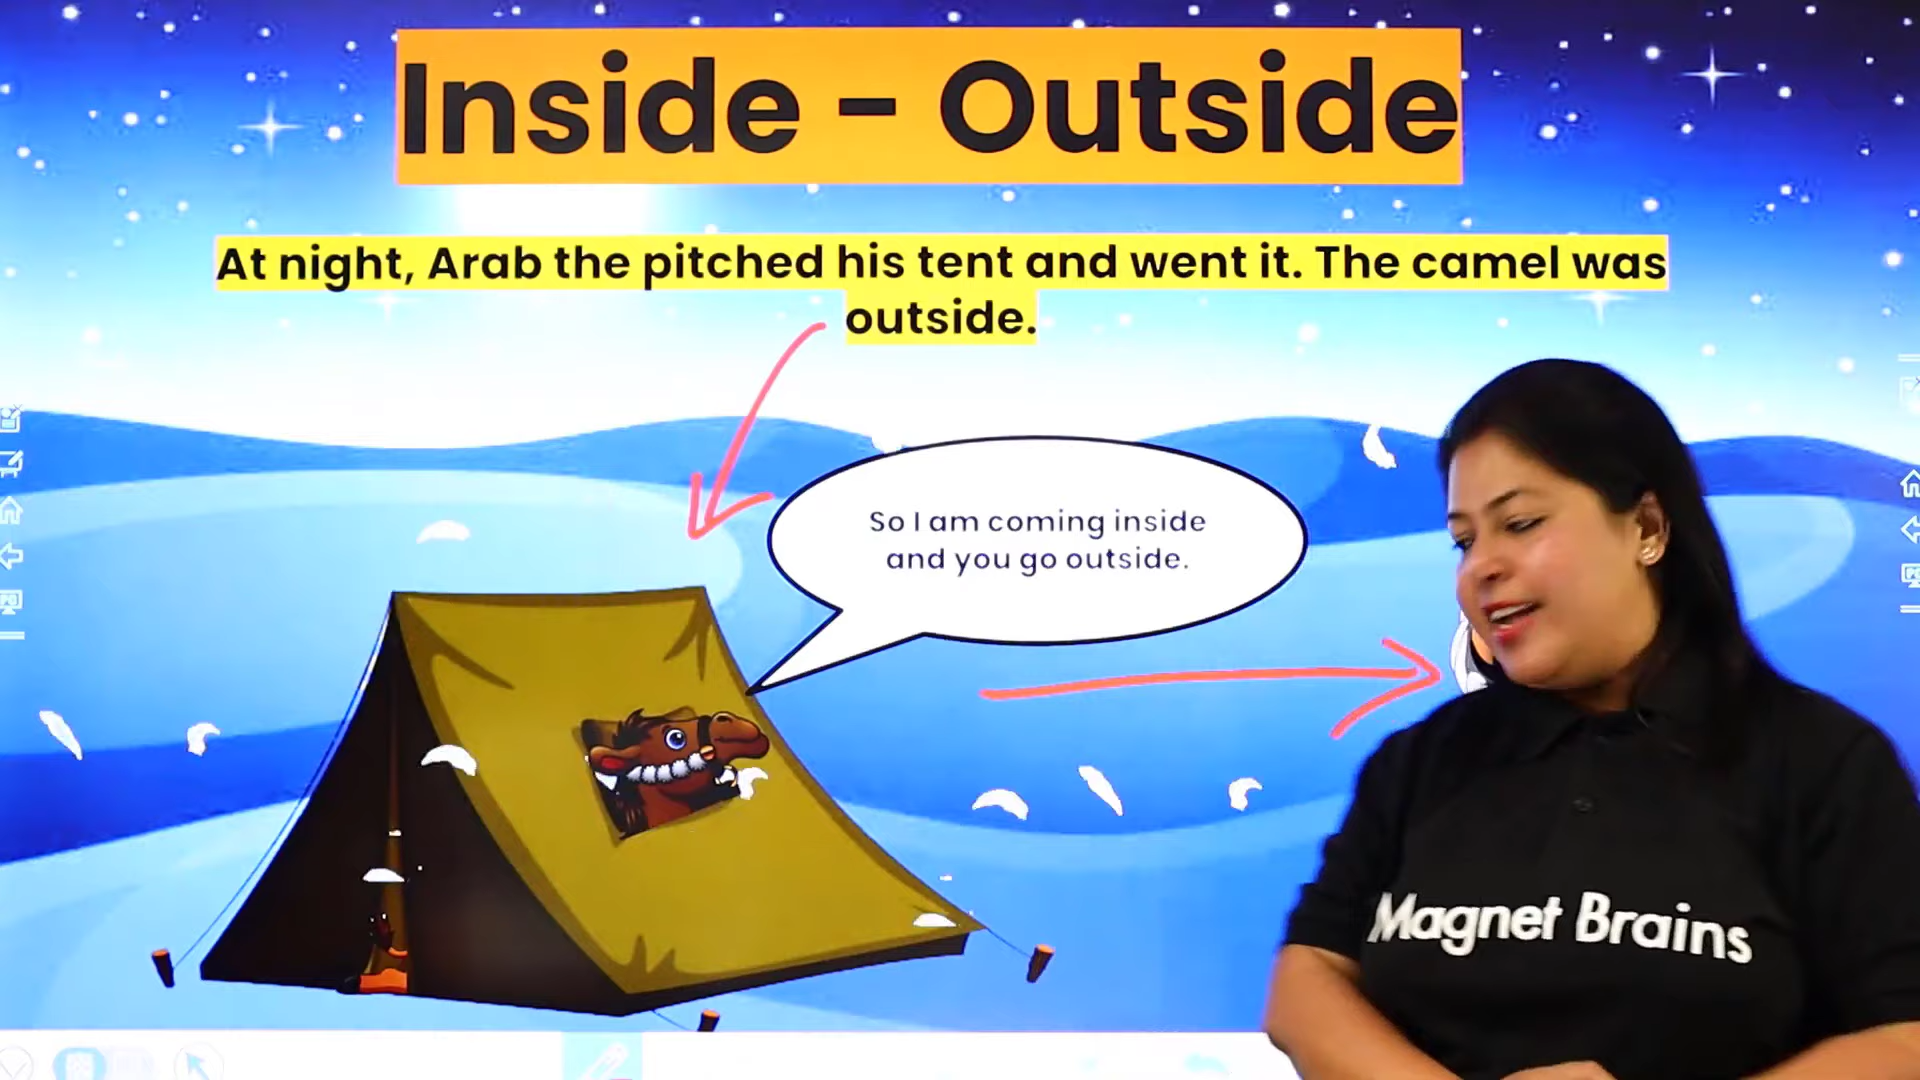 Inside - Outside
At night, Arab the pitched his tent and went it. The camel was
outside.
So I am coming inside
and you go outside.
Magnet Brains